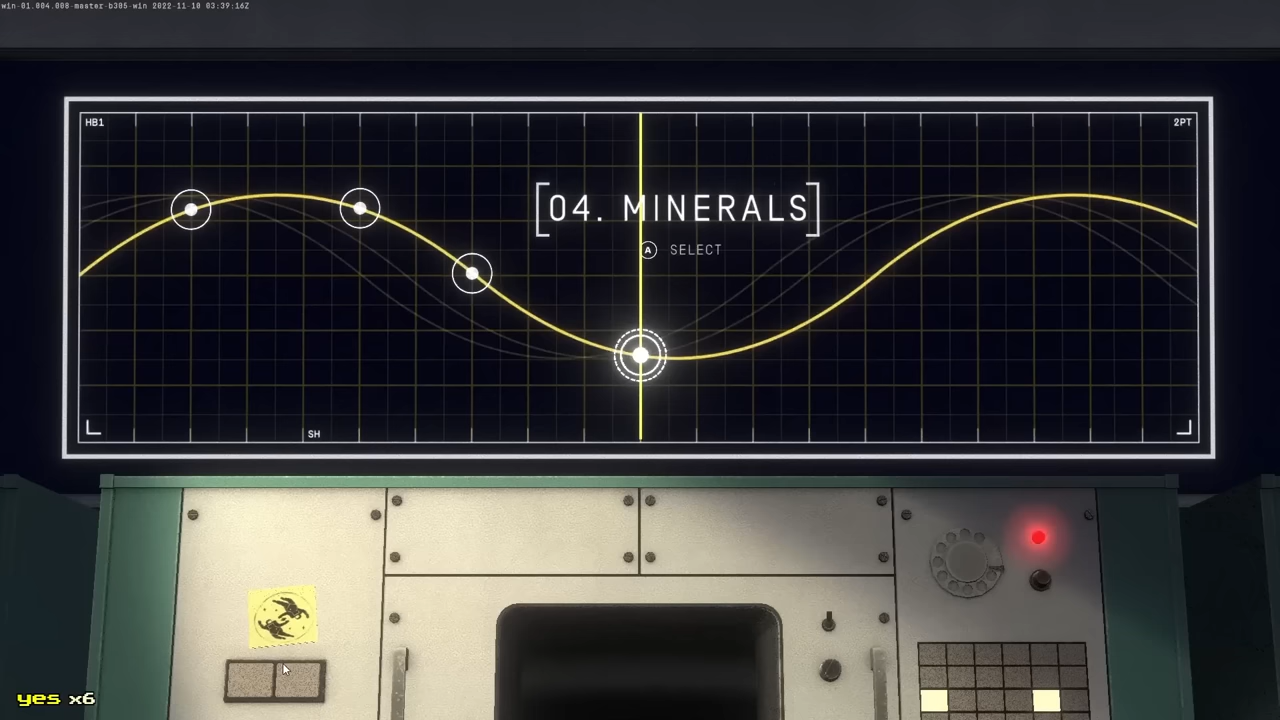 win-01.004.008-master-b305-win 2022-11-10 03:39:16Z
HB1
2PT
[04. MINERALS]
A SELECT
SH
yes x6